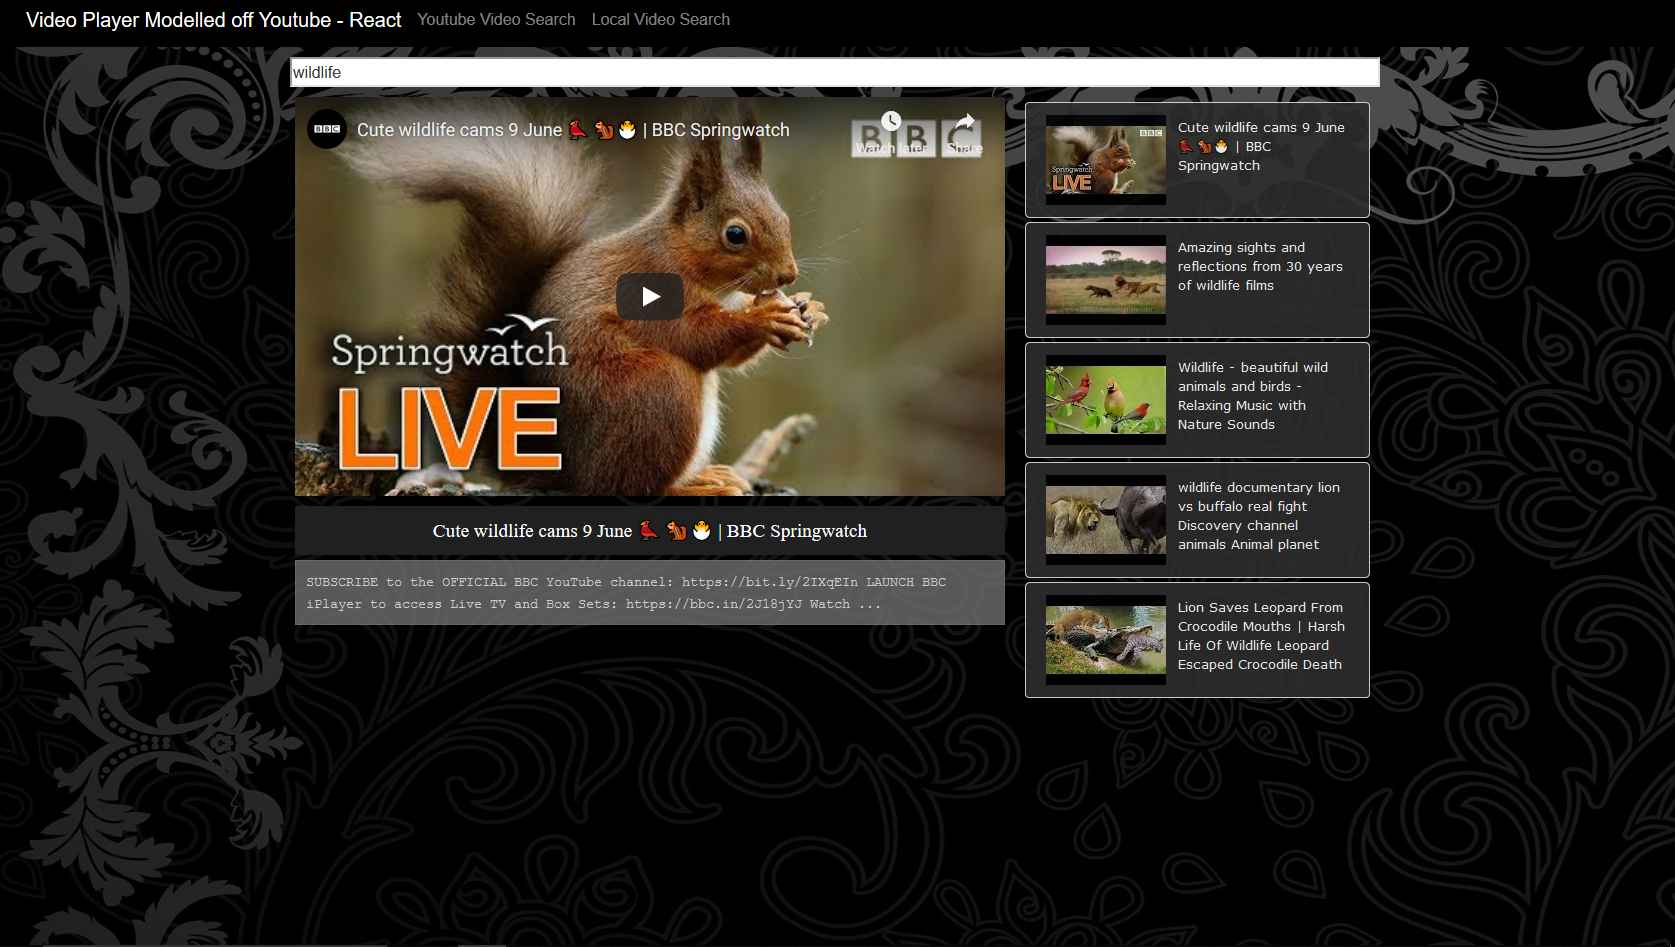 Video Player Modelled off Youtube - React Youtube Video Search Local Video Search
wildlife
BBC Cute wildlife cams 9 June 🐦🐿️🐣 | BBC Springwatch
BBC
Watch later Share
Springwatch
LIVE
Cute wildlife cams 9 June 🐦🐿️🐣 | BBC Springwatch
SUBSCRIBE to the OFFICIAL BBC YouTube channel: https://bit.ly/2IXqEIn LAUNCH BBC
iPlayer to access Live TV and Box Sets: https://bbc.in/2J18jYJ Watch ...
BBC
Springwatch
LIVE
Cute wildlife cams 9 June
🐦🐿️🐣 | BBC
Springwatch
Amazing sights and
reflections from 30 years
of wildlife films
Wildlife - beautiful wild
animals and birds -
Relaxing Music with
Nature Sounds
wildlife documentary lion
vs buffalo real fight
Discovery channel
animals Animal planet
Lion Saves Leopard From
Crocodile Mouths | Harsh
Life Of Wildlife Leopard
Escaped Crocodile Death